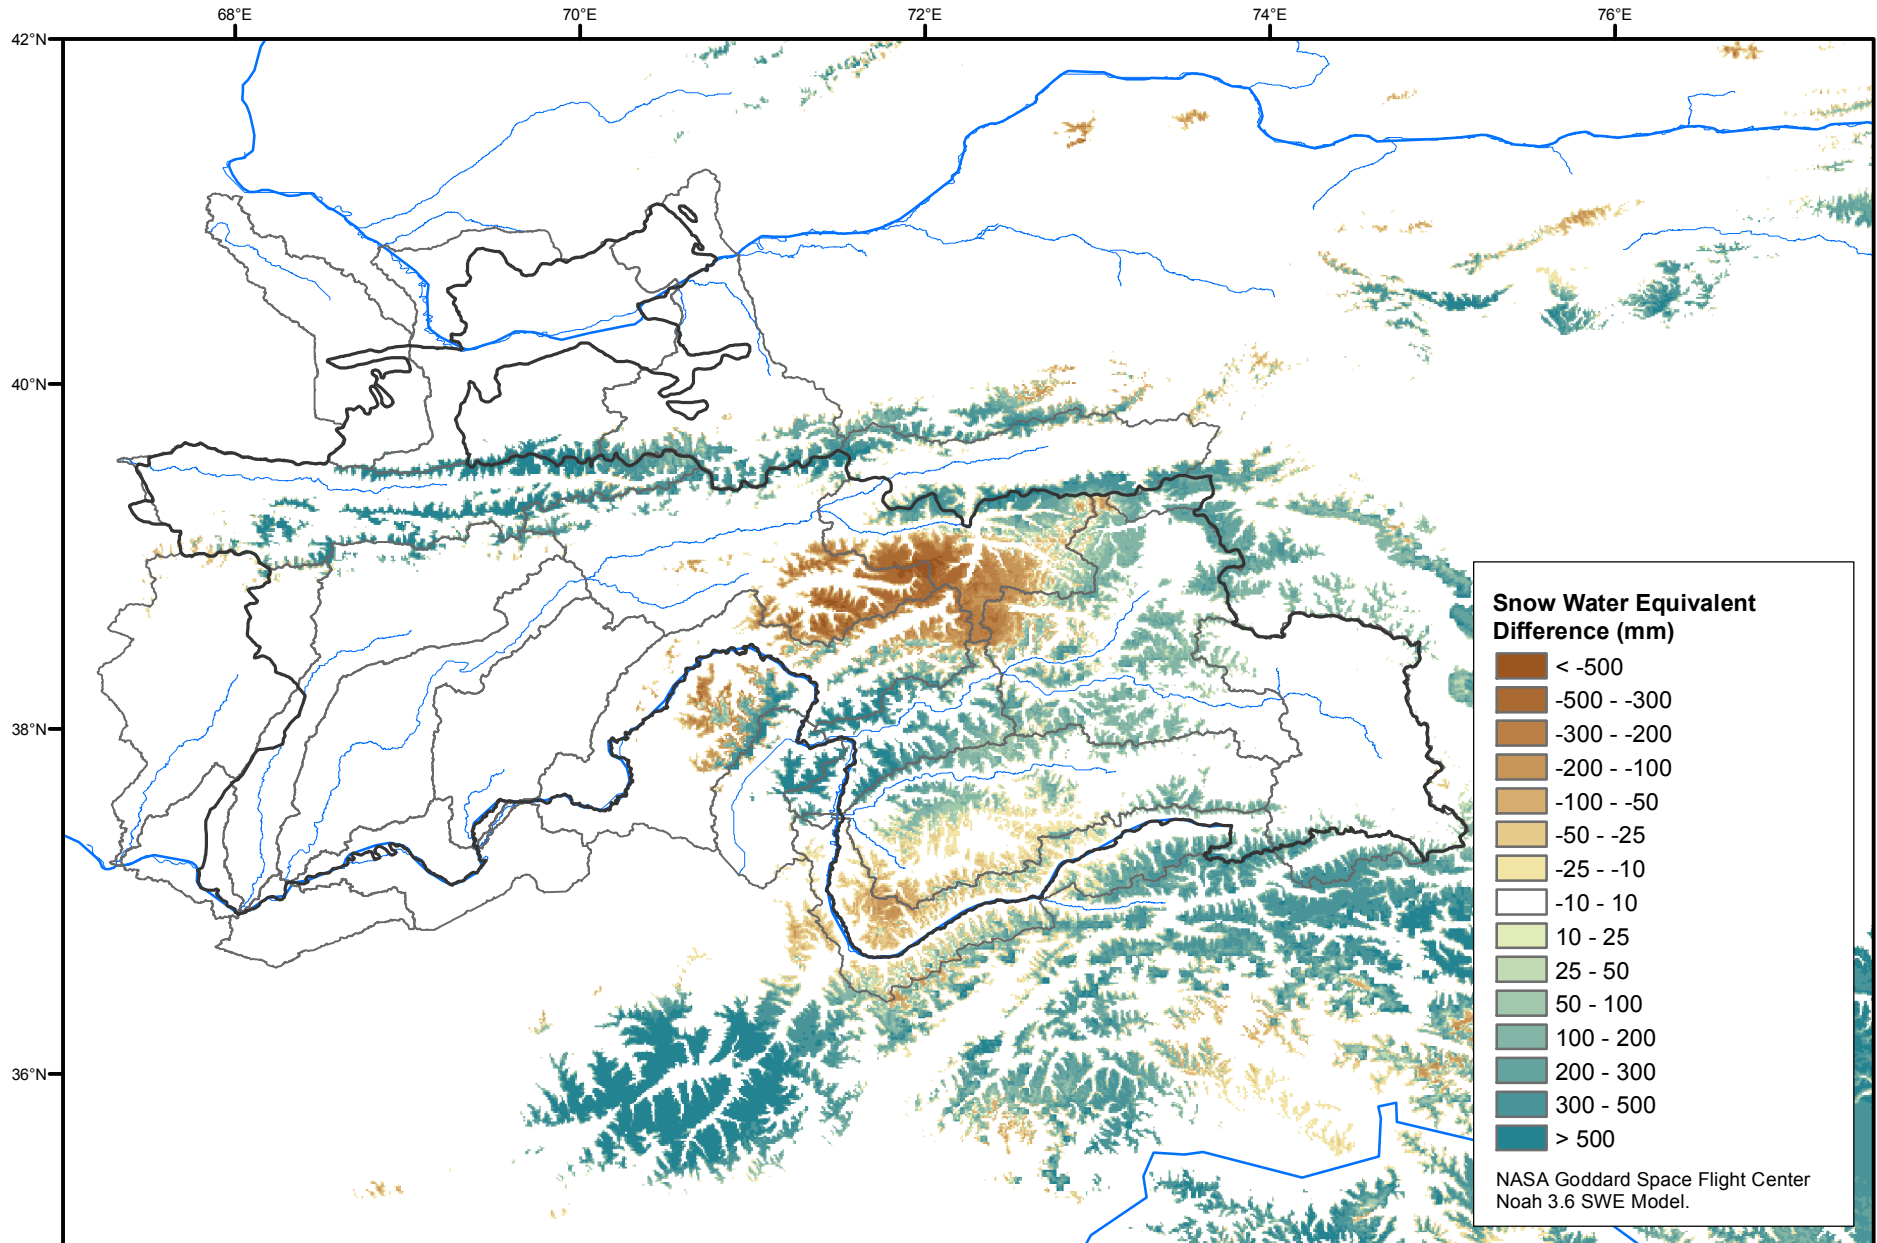 68°E 70°E 72°E 74°E 76°E
42°N
40°N
38°N
36°N
Snow Water Equivalent
Difference (mm)
< -500
-500 - -300
-300 - -200
-200 - -100
-100 - -50
-50 - -25
-25 - -10
-10 - 10
10 - 25
25 - 50
50 - 100
100 - 200
200 - 300
300 - 500
> 500
NASA Goddard Space Flight Center
Noah 3.6 SWE Model.